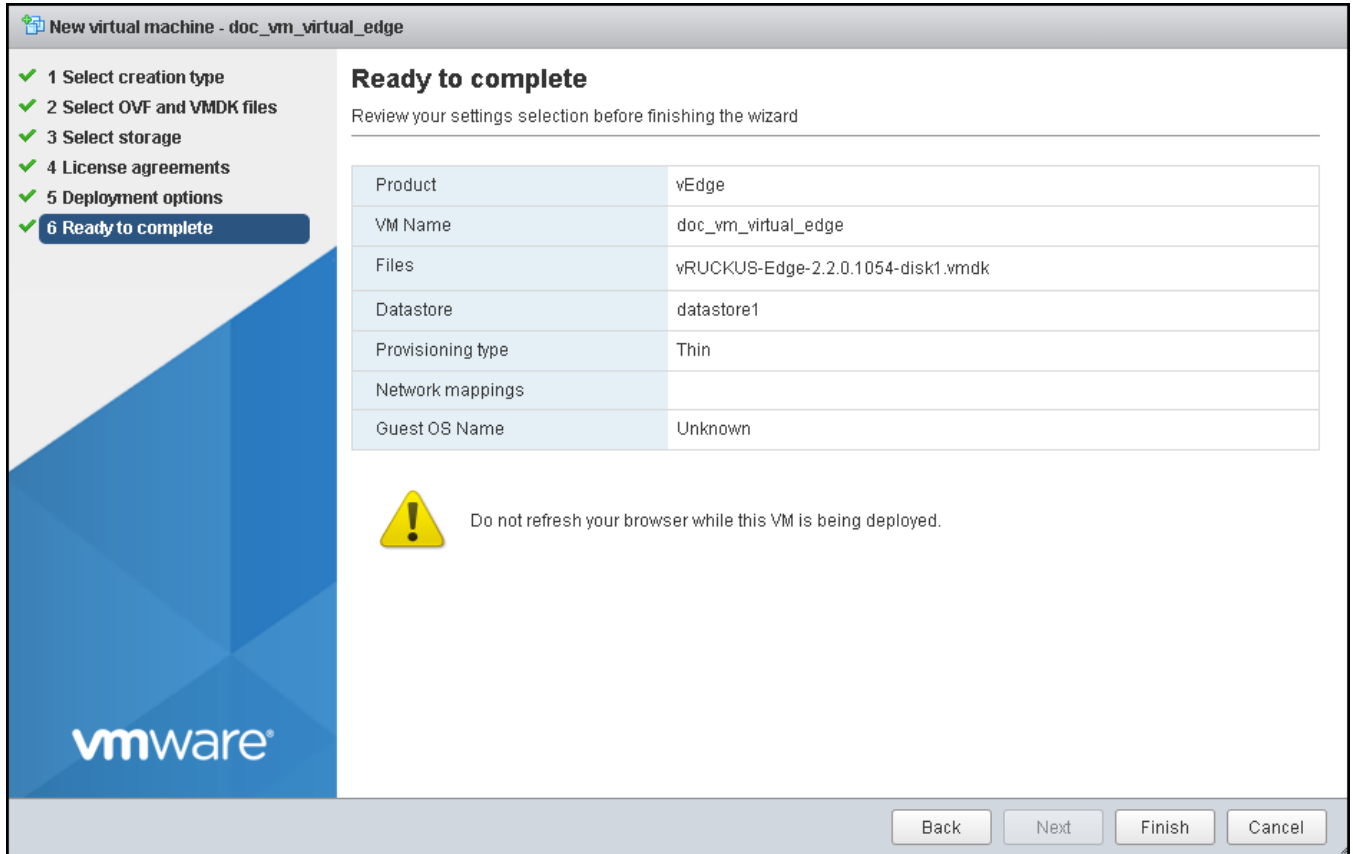 New virtual machine - doc_vm_virtual_edge
1 Select creation type
2 Select OVF and VMDK files
3 Select storage
4 License agreements
5 Deployment options
6 Ready to complete
vmware®
Ready to complete
Review your settings selection before finishing the wizard
Product vEdge
VM Name doc_vm_virtual_edge
Files vRUCKUS-Edge-2.2.0.1054-disk1.vmdk
Datastore datastore1
Provisioning type Thin
Network mappings
Guest OS Name Unknown
Do not refresh your browser while this VM is being deployed.
Back Next Finish Cancel